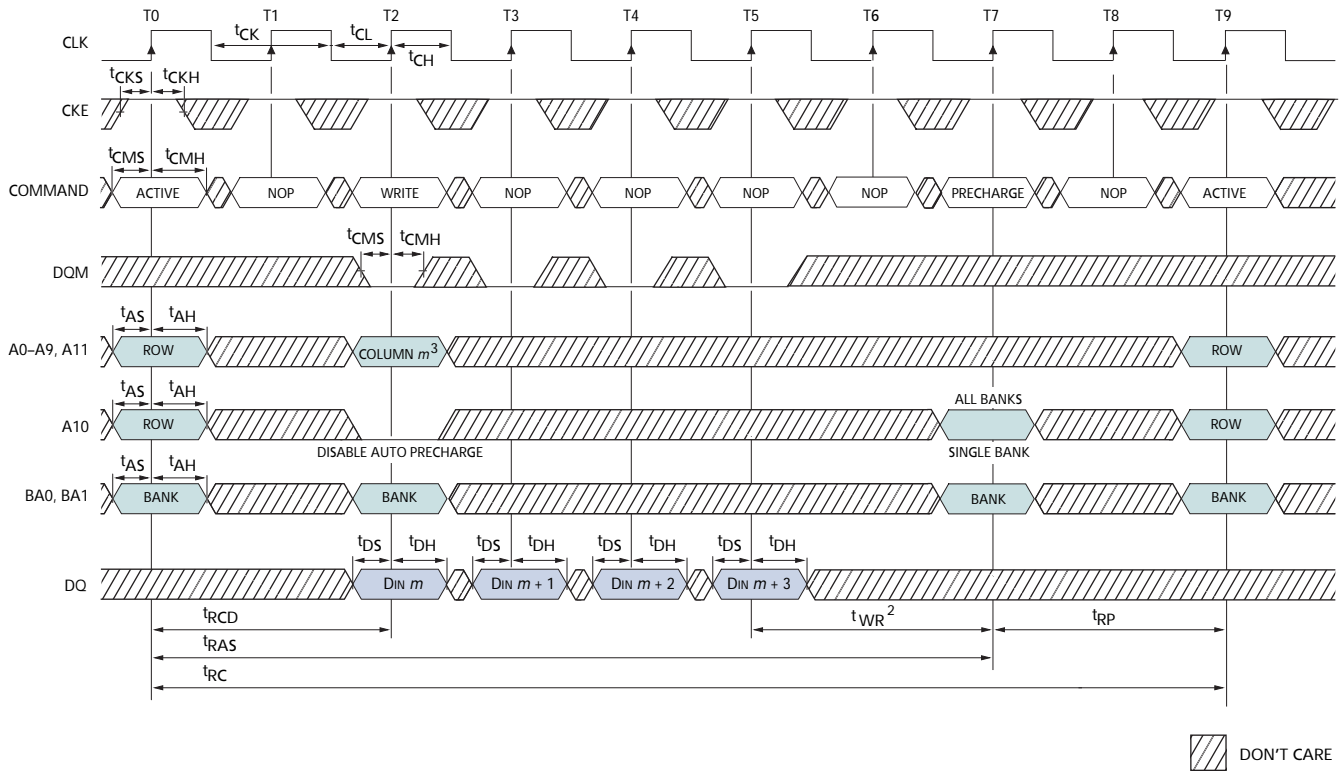 T0 T1 T2 T3 T4 T5 T6 T7 T8 T9
CLK
tCK tCL
tCH
tCKS tCKH
CKE
tCMS tCMH
COMMAND ACTIVE NOP WRITE NOP NOP NOP NOP PRECHARGE NOP ACTIVE
tCMS tCMH
DQM
tAS tAH
A0–A9, A11 ROW COLUMN m³ ROW
tAS tAH
ALL BANKS
A10 ROW ROW
DISABLE AUTO PRECHARGE SINGLE BANK
tAS tAH
BA0, BA1 BANK BANK BANK BANK
tDS tDH tDS tDH tDS tDH tDS tDH
DQ DIN m DIN m + 1 DIN m + 2 DIN m + 3
tRCD tWR² tRP
tRAS
tRC
DON'T CARE